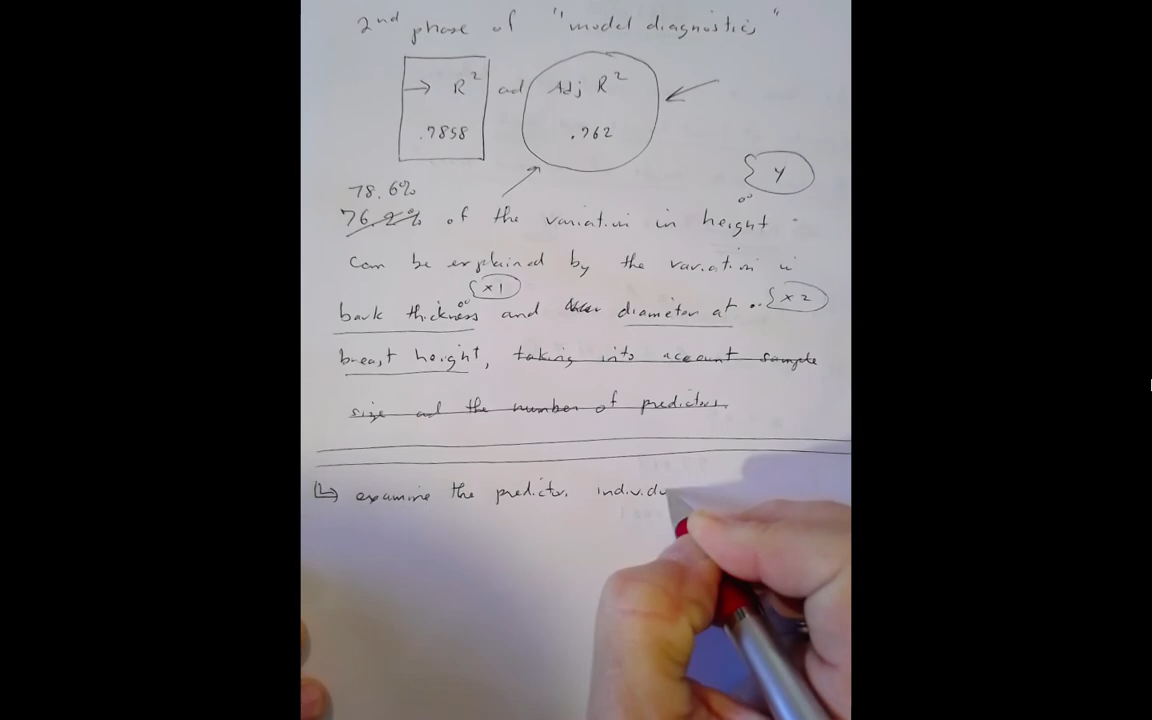 2nd phase of "model diagnostics"
→ R² and Adj R²
.7858 .762
{ y
78.6%
76.2% of the variation in height
can be explained by the variation in
{ x1 { x2
bark thickness and diameter at
breast height, taking into account sample
size and the number of predictors.
examine the predictor. individu